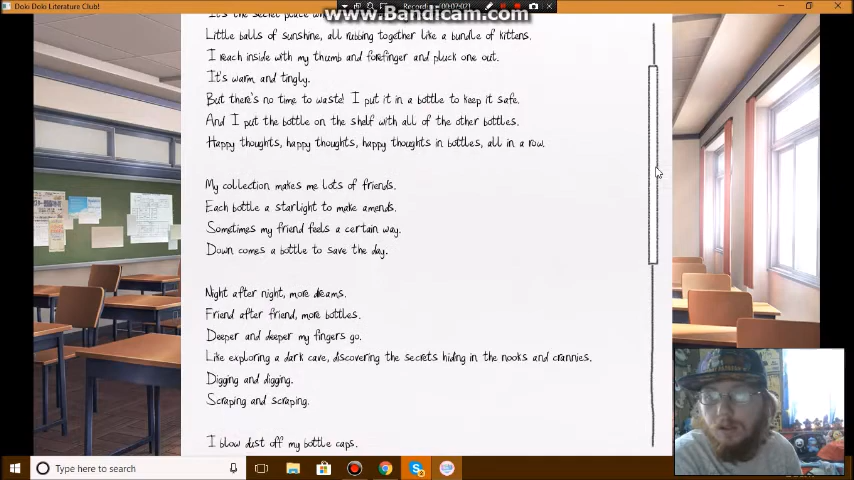 Doki Doki Literature Club!
www.Bandicam.com
It's the secret place
Little balls of sunshine, all rubbing together like a bundle of kittens.
I reach inside with my thumb and forefinger and pluck one out.
It's warm and tingly.
But there's no time to waste! I put it in a bottle to keep it safe.
And I put the bottle on the shelf with all of the other bottles.
Happy thoughts, happy thoughts, happy thoughts in bottles, all in a row.
My collection makes me lots of friends.
Each bottle a starlight to make amends.
Sometimes my friend feels a certain way.
Down comes a bottle to save the day.
Night after night, more dreams.
Friend after friend, more bottles.
Deeper and deeper my fingers go.
Like exploring a dark cave, discovering the secrets hiding in the nooks and crannies.
Digging and digging.
Scraping and scraping.
I blow dust off my bottle caps.
Type here to search